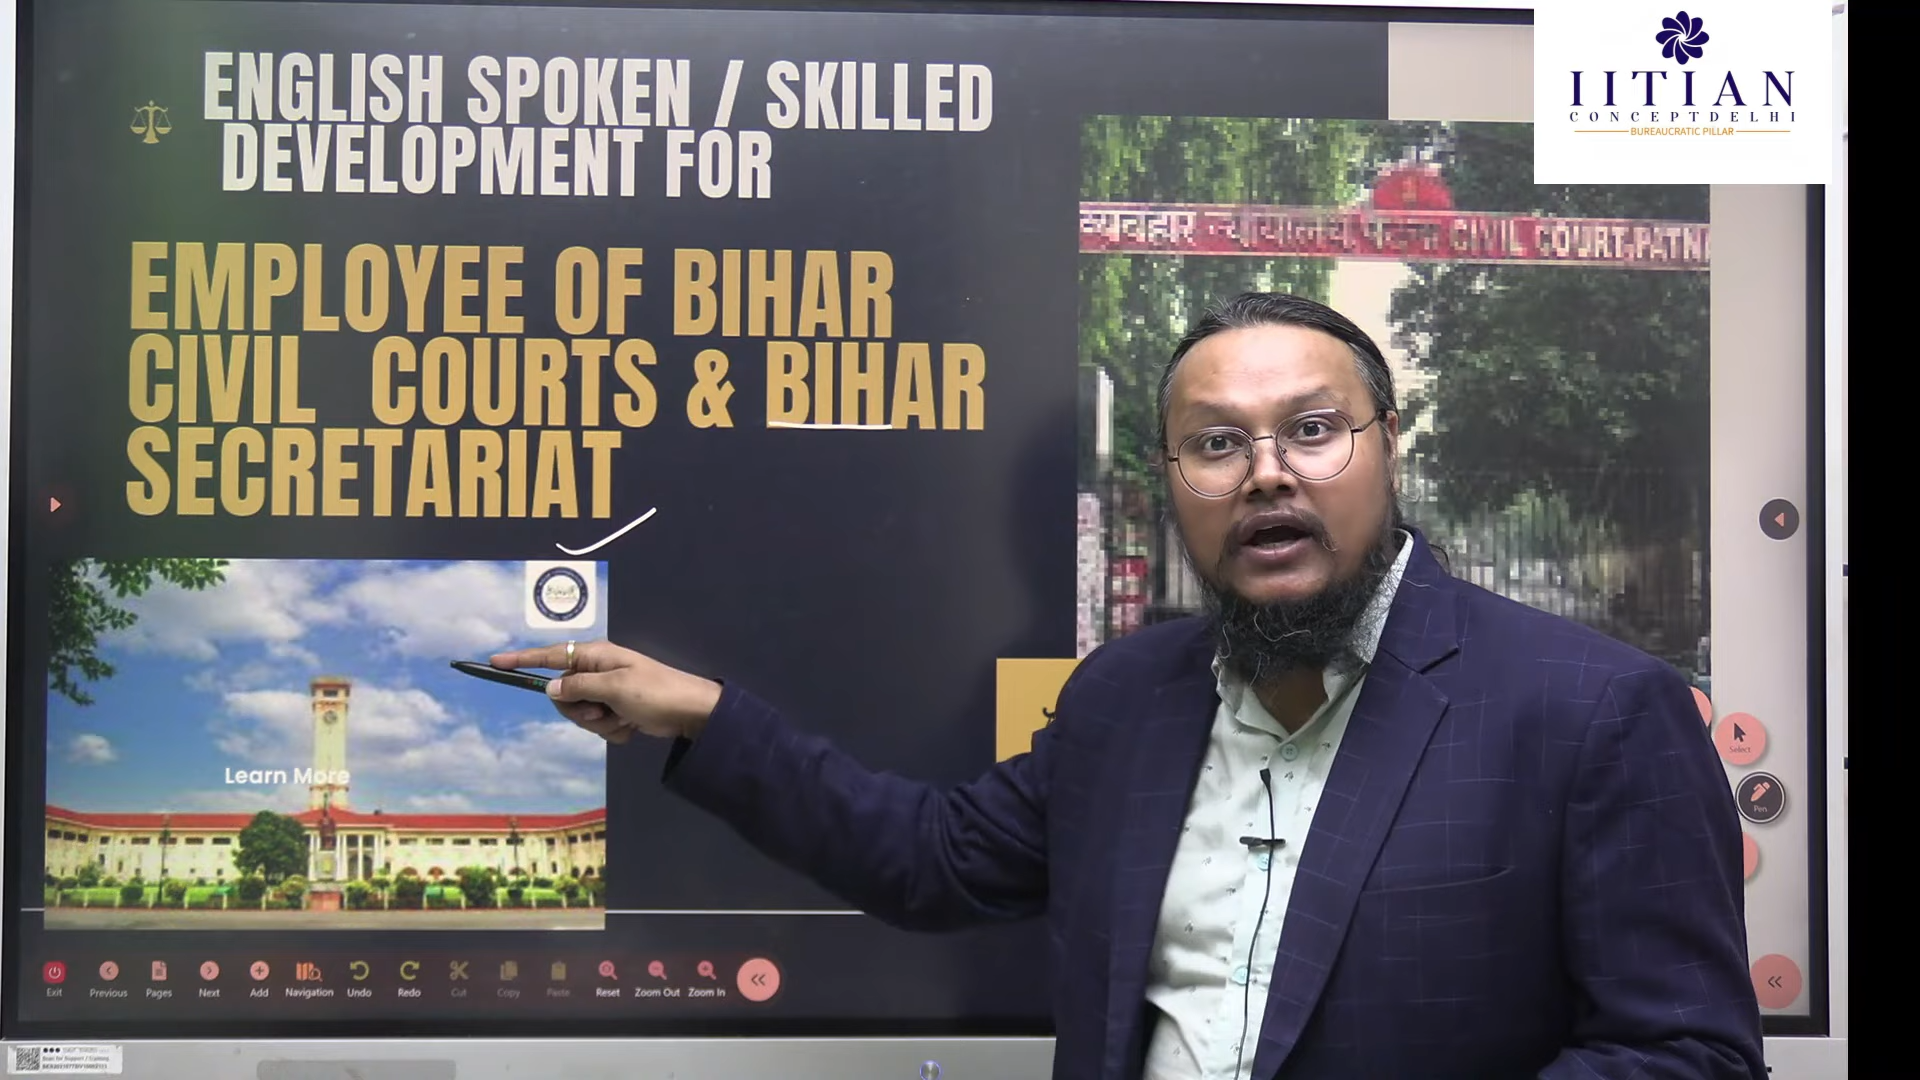 ENGLISH SPOKEN / SKILLED
DEVELOPMENT FOR
EMPLOYEE OF BIHAR
CIVIL COURTS & BIHAR
SECRETARIAT
IITIAN
CONCEPTDELHI
BUREAUCRATIC PILLAR
व्यवहार न्यायालय पटना CIVIL COURT, PATNA
Learn More
Select
Pen
Exit
Previous
Pages
Next
Add
Navigation
Undo
Redo
Cut
Copy
Paste
Reset
Zoom Out
Zoom In